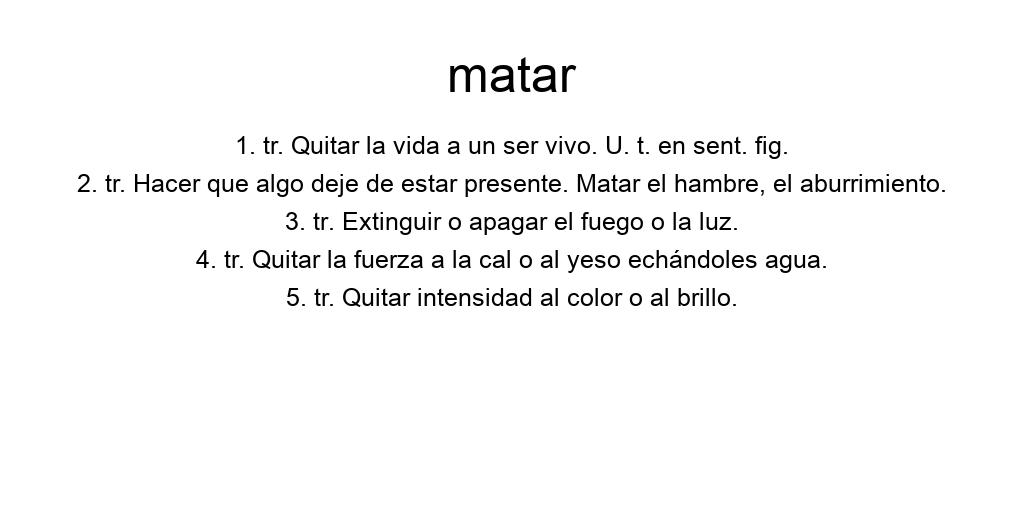 matar
1. tr. Quitar la vida a un ser vivo. U. t. en sent. fig.
2. tr. Hacer que algo deje de estar presente. Matar el hambre, el aburrimiento.
3. tr. Extinguir o apagar el fuego o la luz.
4. tr. Quitar la fuerza a la cal o al yeso echándoles agua.
5. tr. Quitar intensidad al color o al brillo.